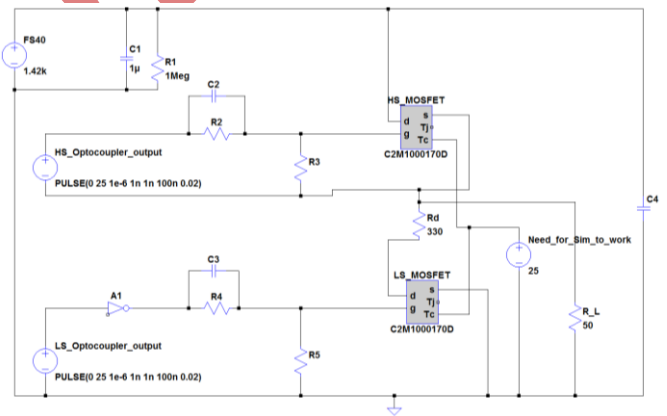 FS40
1.42k
C1
1µ
R1
1Meg
C2
R2
HS_Optocoupler_output
PULSE(0 25 1e-6 1n 1n 100n 0.02)
R3
HS_MOSFET
d
g
s
Tj
Tc
C2M1000170D
C4
Rd
330
Need_for_Sim_to_work
25
R_L
50
C3
R4
A1
LS_Optocoupler_output
PULSE(0 25 1e-6 1n 1n 100n 0.02)
R5
LS_MOSFET
d
g
s
Tj
Tc
C2M1000170D